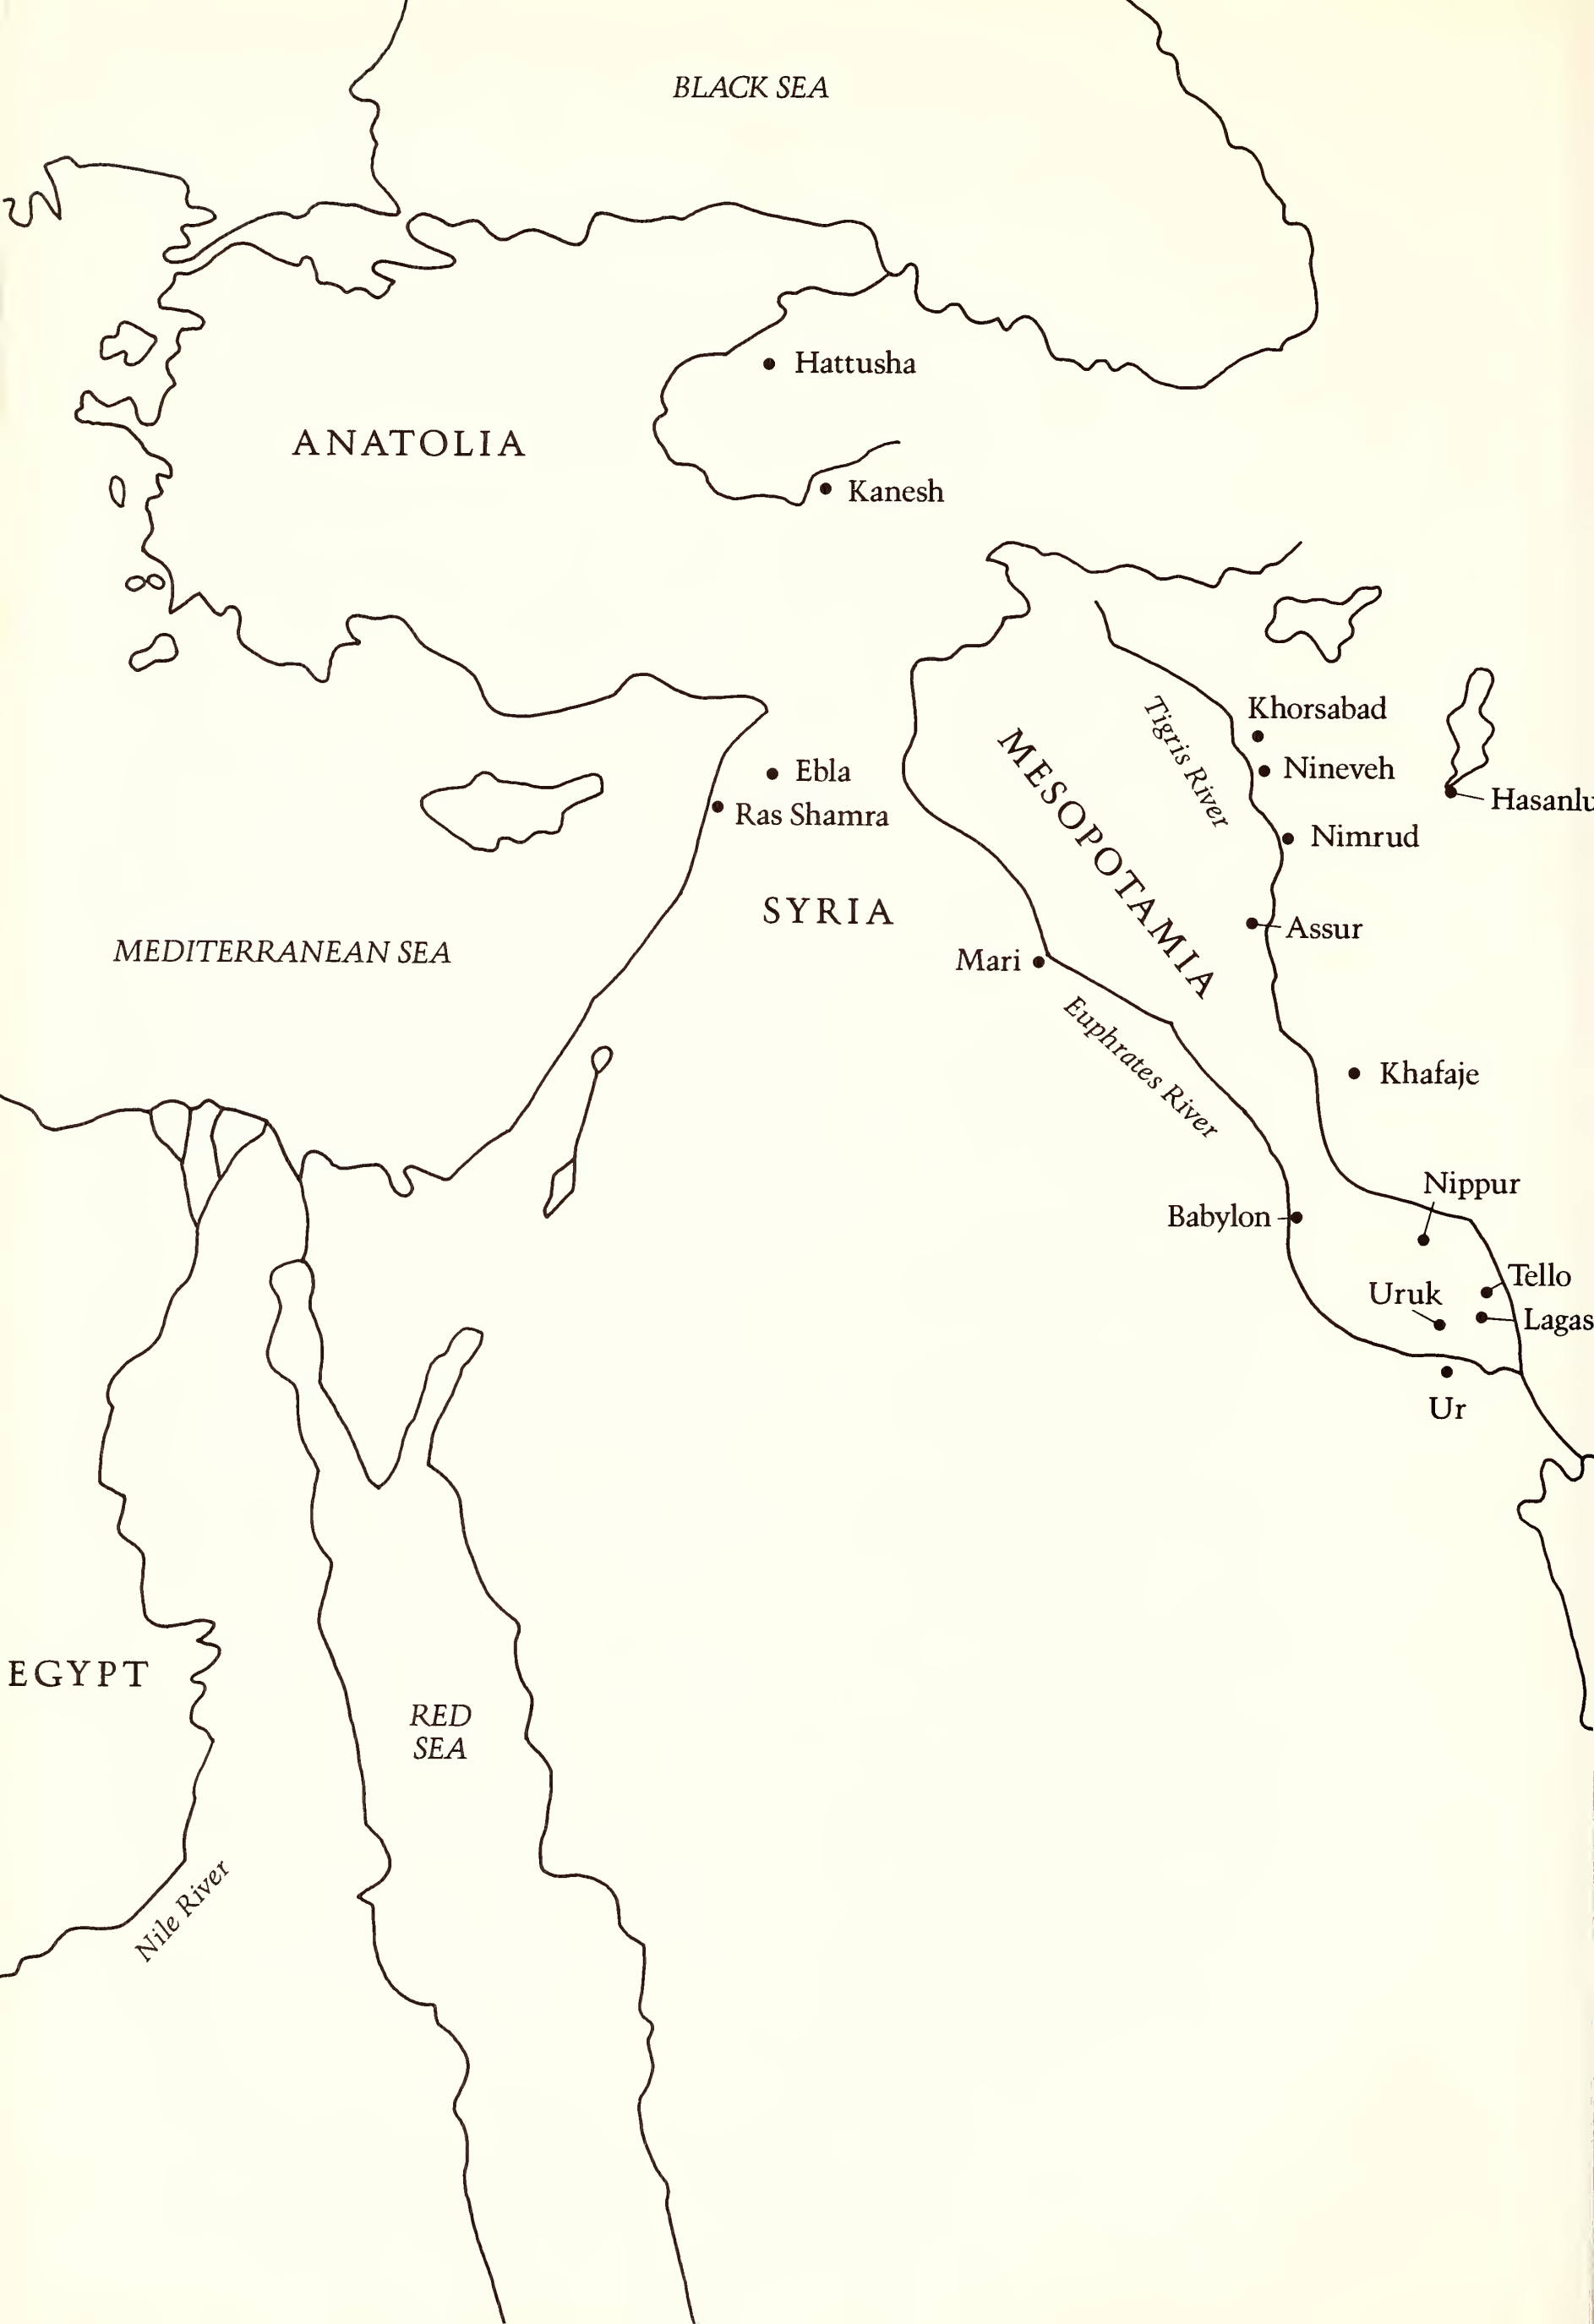 BLACK SEA
Hattusha
ANATOLIA
Kanesh
Khorsabad
Tigris River
MESOPOTAMIA
Ebla
Nineveh
Hasanlu
Ras Shamra
Nimrud
SYRIA
Assur
MEDITERRANEAN SEA
Mari
Euphrates River
Khafaje
Nippur
Babylon
Tello
Uruk
Lagas
Ur
EGYPT
RED
SEA
Nile River